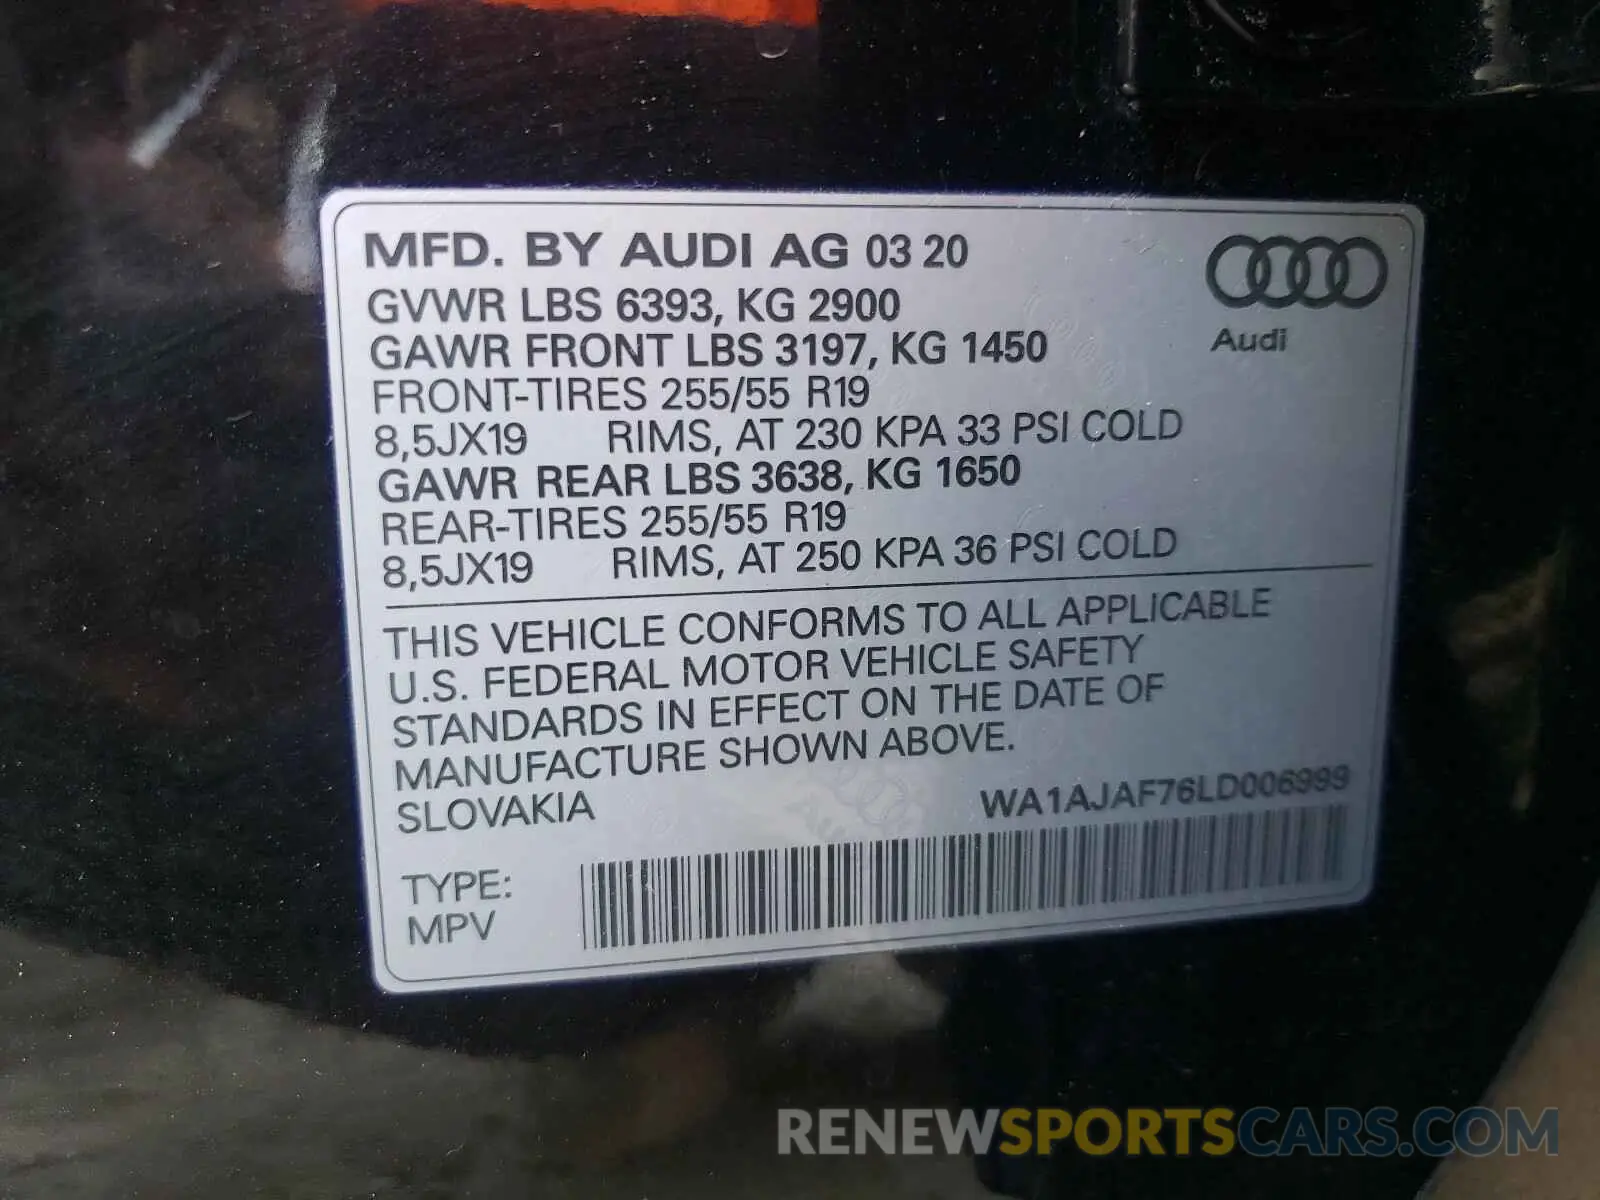 MFD. BY AUDI AG 03 20
GVWR LBS 6393, KG 2900
GAWR FRONT LBS 3197, KG 1450
FRONT-TIRES 255/55 R19
8,5JX19 RIMS, AT 230 KPA 33 PSI COLD
GAWR REAR LBS 3638, KG 1650
REAR-TIRES 255/55 R19
8,5JX19 RIMS, AT 250 KPA 36 PSI COLD
Audi
THIS VEHICLE CONFORMS TO ALL APPLICABLE
U.S. FEDERAL MOTOR VEHICLE SAFETY
STANDARDS IN EFFECT ON THE DATE OF
MANUFACTURE SHOWN ABOVE.
SLOVAKIA
WA1AJAF76LD006999
TYPE:
MPV
RENEWSPORTSCARS.COM